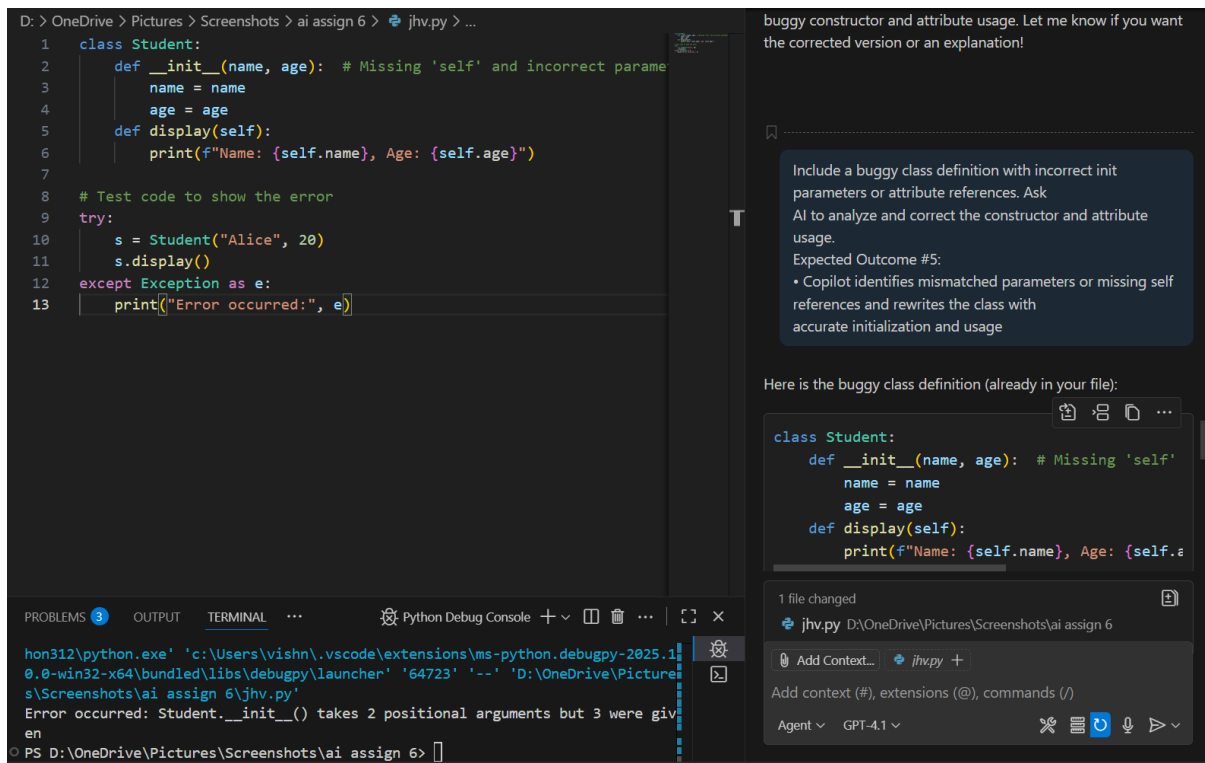 D: > OneDrive > Pictures > Screenshots > ai assign 6 > jhv.py > ...
1 class Student:
2 def __init__(name, age): # Missing 'self' and incorrect parame
3 name = name
4 age = age
5 def display(self):
6 print(f"Name: {self.name}, Age: {self.age}")
7
8 # Test code to show the error
9 try:
10 s = Student("Alice", 20)
11 s.display()
12 except Exception as e:
13 print("Error occurred:", e)
PROBLEMS 3 OUTPUT TERMINAL ... Python Debug Console
hon312\python.exe' 'c:\Users\vishn\.vscode\extensions\ms-python.debugpy-2025.1
0.0-win32-x64\bundled\libs\debugpy\launcher' '64723' '--' 'D:\OneDrive\Picture
s\Screenshots\ai assign 6\jhv.py'
Error occurred: Student.__init__() takes 2 positional arguments but 3 were giv
en
PS D:\OneDrive\Pictures\Screenshots\ai assign 6>
buggy constructor and attribute usage. Let me know if you want
the corrected version or an explanation!
Include a buggy class definition with incorrect init
parameters or attribute references. Ask
AI to analyze and correct the constructor and attribute
usage.
Expected Outcome #5:
• Copilot identifies mismatched parameters or missing self
references and rewrites the class with
accurate initialization and usage
Here is the buggy class definition (already in your file):
class Student:
def __init__(name, age): # Missing 'self'
name = name
age = age
def display(self):
print(f"Name: {self.name}, Age: {self.a
1 file changed
jhv.py D:\OneDrive\Pictures\Screenshots\ai assign 6
Add Context... jhv.py +
Add context (#), extensions (@), commands (/)
Agent GPT-4.1